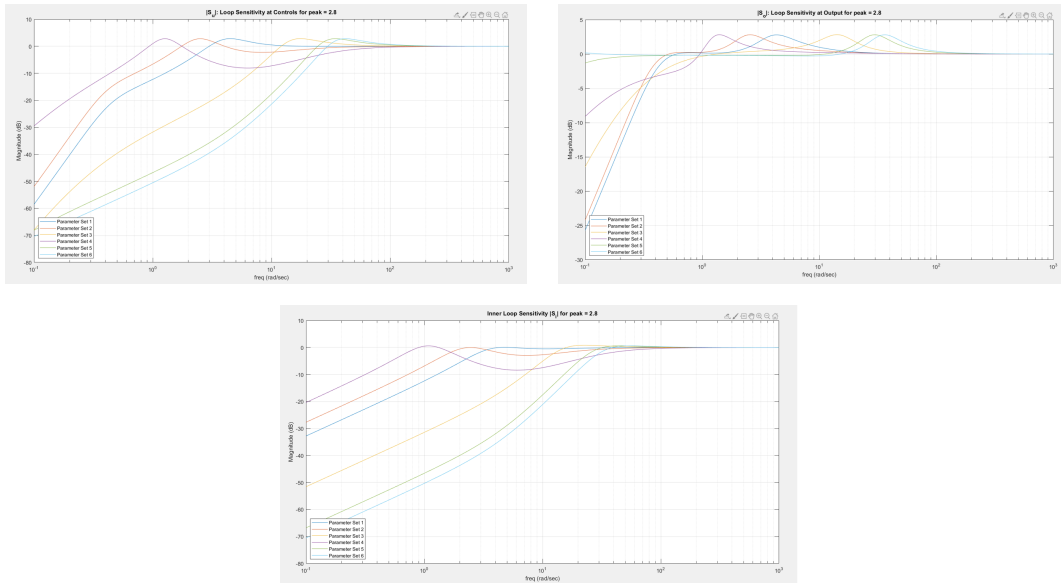 |Su|: Loop Sensitivity at Controls for peak = 2.8
10
0
-10
-20
-30
-40
-50
-60
-70
-80
Magnitude (dB)
Parameter Set 1
Parameter Set 2
Parameter Set 3
Parameter Set 4
Parameter Set 5
Parameter Set 6
10^-1
10^0
10^1
10^2
10^3
freq (rad/sec)
: Loop Sensitivity at Output for peak = 2.8
5
0
-5
-10
-15
-20
-25
-30
Magnitude (dB)
Parameter Set 1
Parameter Set 2
Parameter Set 3
Parameter Set 4
Parameter Set 5
Parameter Set 6
10^-1
10^0
10^1
10^2
10^3
freq (rad/sec)
Inner Loop Sensitivity |Si| for peak = 2.8
10
0
-10
-20
-30
-40
-50
-60
-70
-80
Magnitude (dB)
Parameter Set 1
Parameter Set 2
Parameter Set 3
Parameter Set 4
Parameter Set 5
Parameter Set 6
10^-1
10^0
10^1
10^2
10^3
freq (rad/sec)